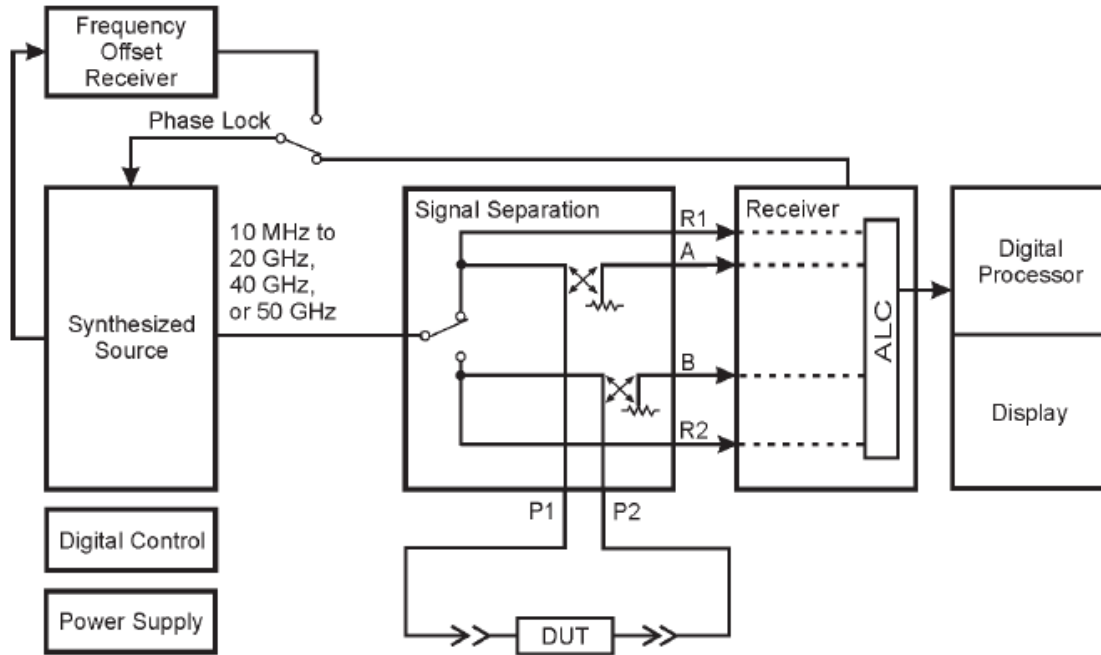 Frequency
Offset
Receiver
Phase Lock
Synthesized
Source
10 MHz to
20 GHz,
40 GHz,
or 50 GHz
Signal Separation
R1
A
B
R2
P1
P2
Receiver
ALC
Digital
Processor
Display
Digital Control
Power Supply
DUT